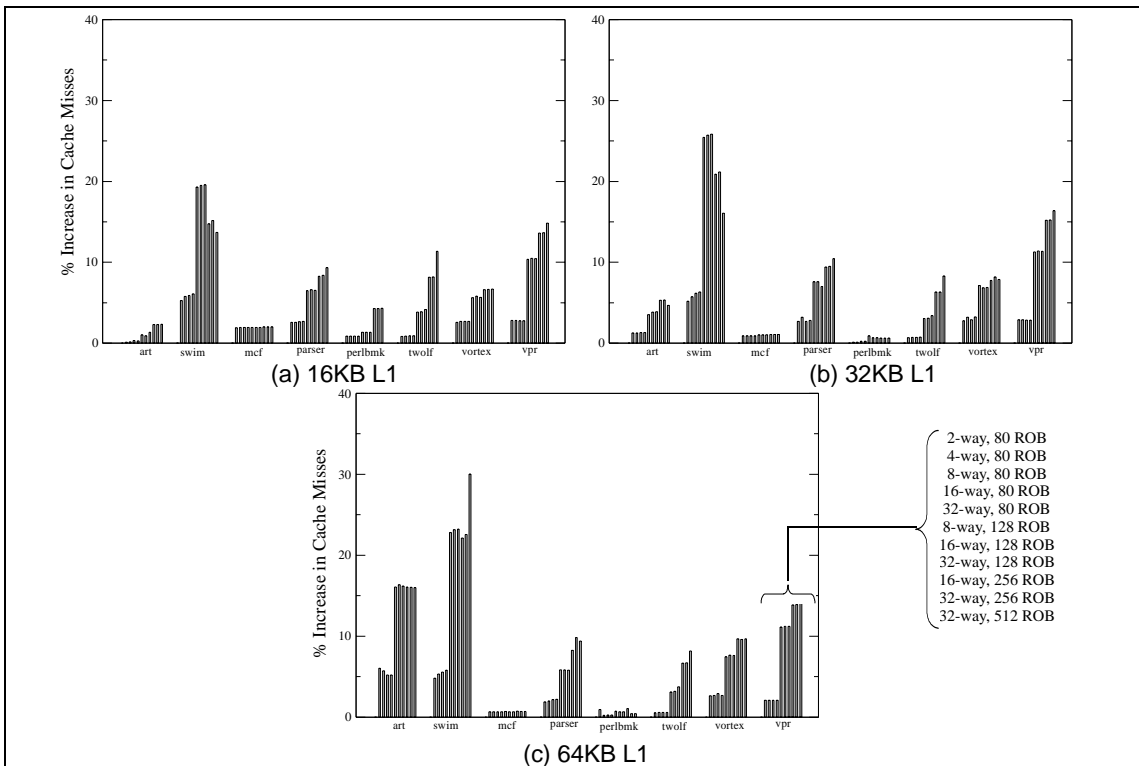 40
30
20
10
0
% Increase in Cache Misses
art swim mcf parser perlbmk twolf vortex vpr
(a) 16KB L1
40
30
20
10
0
% Increase in Cache Misses
art swim mcf parser perlbmk twolf vortex vpr
(b) 32KB L1
40
30
20
10
0
% Increase in Cache Misses
art swim mcf parser perlbmk twolf vortex vpr
(c) 64KB L1
2-way, 80 ROB
4-way, 80 ROB
8-way, 80 ROB
16-way, 80 ROB
32-way, 80 ROB
8-way, 128 ROB
16-way, 128 ROB
32-way, 128 ROB
16-way, 256 ROB
32-way, 256 ROB
32-way, 512 ROB